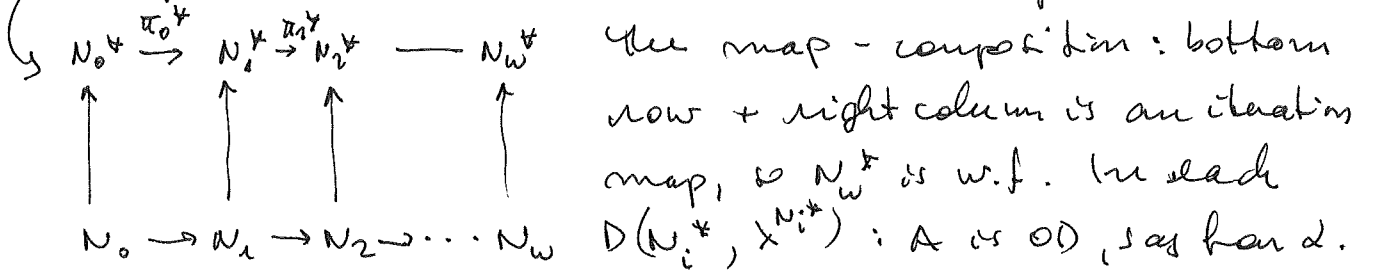 N₀* π₀* → N₁* π₁* → N₂* — N_ω* The map-composition: bottom
row + right column is an iteration
map, so N_ω* is w.f. In each
N₀ → N₁ → N₂ → ··· N_ω D(N_i*, λ^{N_i*}) : A is OD, say from α.